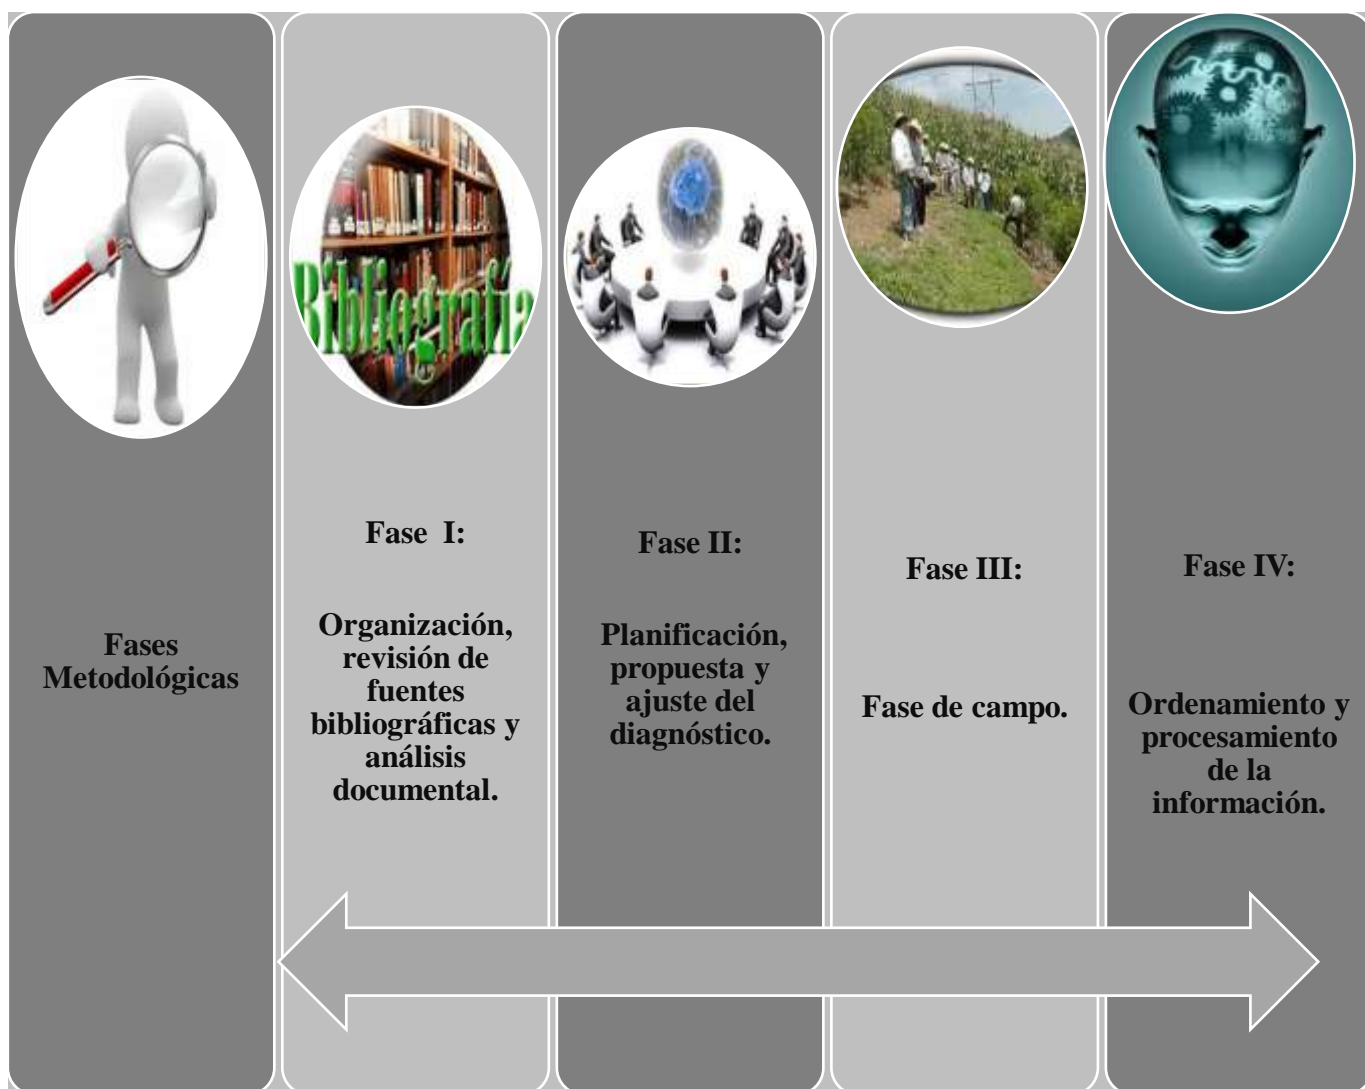 Bibliografía
Fases
Metodológicas
Fase I:
Organización,
revisión de
fuentes
bibliográficas y
análisis
documental.
Fase II:
Planificación,
propuesta y
ajuste del
diagnóstico.
Fase III:
Fase de campo.
Fase IV:
Ordenamiento y
procesamiento
de la
información.